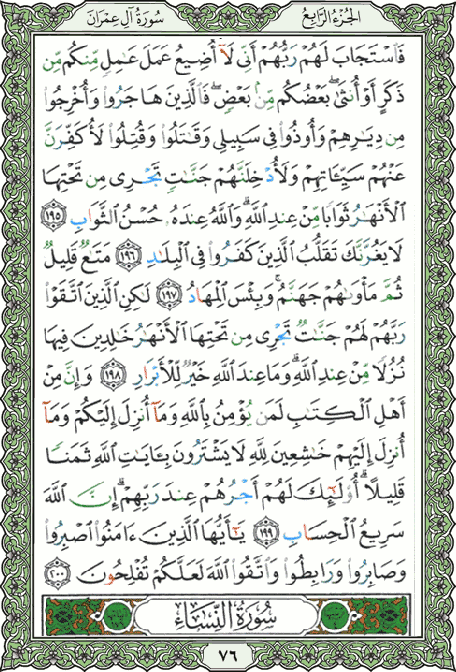 الجزء الرابع سورة آل عمران
فَٱسْتَجَابَ لَهُمْ رَبُّهُمْ أَنِّى لَآ أُضِيعُ عَمَلَ عَٰمِلٍ مِّنكُم مِّن
ذَكَرٍ أَوْ أُنثَىٰ ۖ بَعْضُكُم مِّنۢ بَعْضٍ ۖ فَٱلَّذِينَ هَاجَرُوا۟ وَأُخْرِجُوا۟
مِن دِيَٰرِهِمْ وَأُوذُوا۟ فِى سَبِيلِى وَقَٰتَلُوا۟ وَقُتِلُوا۟ لَأُكَفِّرَنَّ
عَنْهُمْ سَيِّـَٔاتِهِمْ وَلَأُدْخِلَنَّهُمْ جَنَّٰتٍ تَجْرِى مِن تَحْتِهَا
ٱلْأَنْهَٰرُ ثَوَابًا مِّنْ عِندِ ٱللَّهِ ۗ وَٱللَّهُ عِندَهُۥ حُسْنُ ٱلثَّوَابِ ١٩٥
لَا يَغُرَّنَّكَ تَقَلُّبُ ٱلَّذِينَ كَفَرُوا۟ فِى ٱلْبِلَٰدِ ١٩٦ مَتَٰعٌ قَلِيلٌ
ثُمَّ مَأْوَىٰهُمْ جَهَنَّمُ ۚ وَبِئْسَ ٱلْمِهَادُ ١٩٧ لَٰكِنِ ٱلَّذِينَ ٱتَّقَوْا۟
رَبَّهُمْ لَهُمْ جَنَّٰتٌ تَجْرِى مِن تَحْتِهَا ٱلْأَنْهَٰرُ خَٰلِدِينَ فِيهَا
نُزُلًا مِّنْ عِندِ ٱللَّهِ ۗ وَمَا عِندَ ٱللَّهِ خَيْرٌ لِّلْأَبْرَارِ ١٩٨ وَإِنَّ مِنْ
أَهْلِ ٱلْكِتَٰبِ لَمَن يُؤْمِنُ بِٱللَّهِ وَمَآ أُنزِلَ إِلَيْكُمْ وَمَآ
أُنزِلَ إِلَيْهِمْ خَٰشِعِينَ لِلَّهِ لَا يَشْتَرُونَ بِـَٔايَٰتِ ٱللَّهِ ثَمَنًا
قَلِيلًا ۗ أُو۟لَٰٓئِكَ لَهُمْ أَجْرُهُمْ عِندَ رَبِّهِمْ ۗ إِنَّ ٱللَّهَ
سَرِيعُ ٱلْحِسَابِ ١٩٩ يَٰٓأَيُّهَا ٱلَّذِينَ ءَامَنُوا۟ ٱصْبِرُوا۟
وَصَابِرُوا۟ وَرَابِطُوا۟ وَٱتَّقُوا۟ ٱللَّهَ لَعَلَّكُمْ تُفْلِحُونَ ٢٠٠
سُورَةُ النِّسَاءِ
٧٦